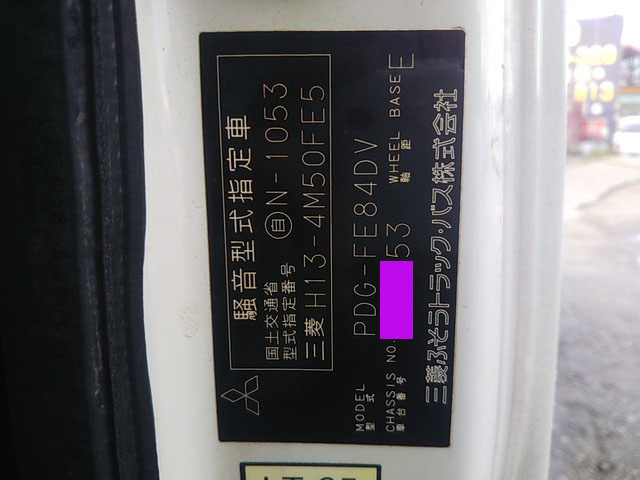 騒音型式指定車
国土交通省
型式指定番号 自 N-1053
三菱 H13-4M50FE5
MODEL
型式 PDG-FE84DV
CHASSIS NO. 53 WHEEL BASE E
車台番号 軸距
三菱ふそうトラック・バス株式会社